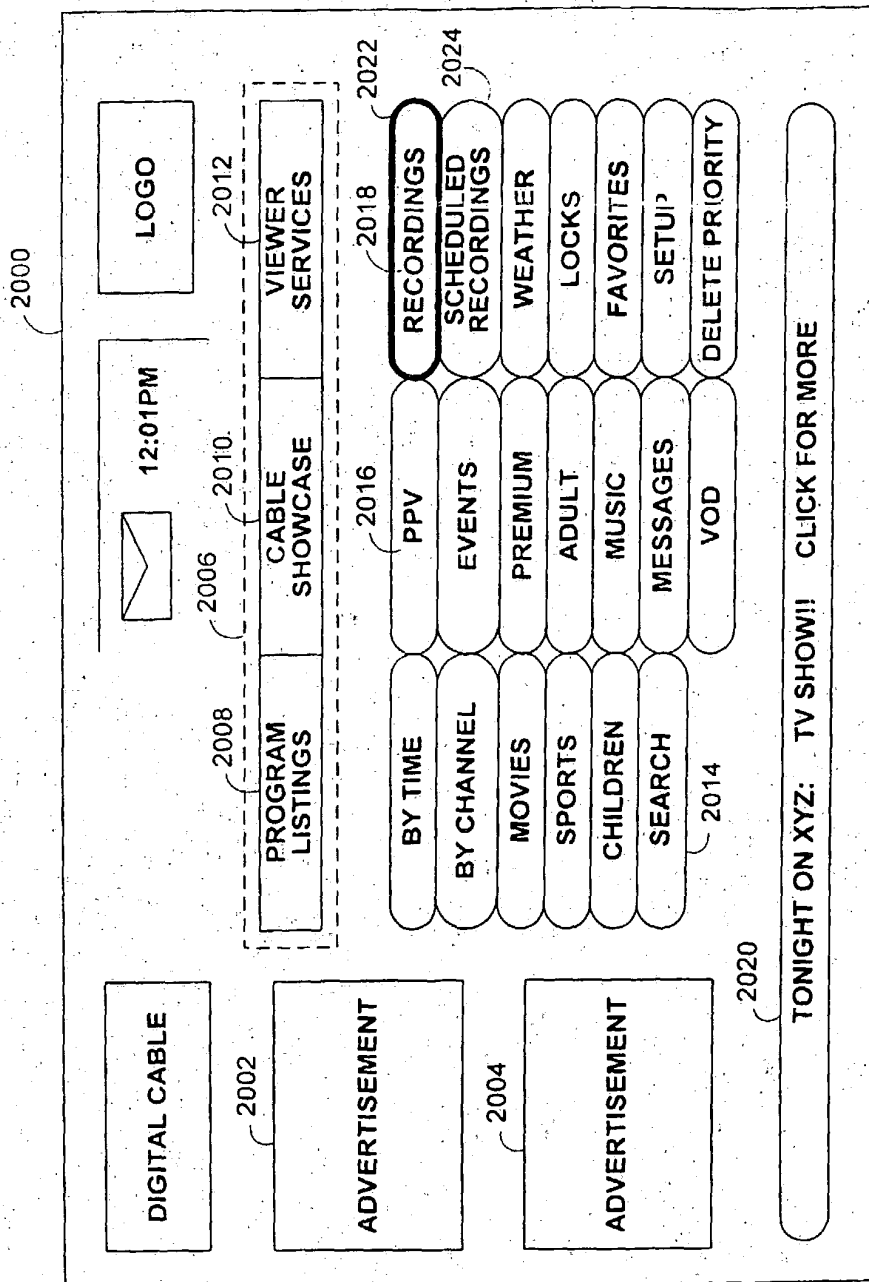 2000
DIGITAL CABLE
12:01PM
LOGO
2002
ADVERTISEMENT
2004
ADVERTISEMENT
2006
2008
2010
2012
PROGRAM
LISTINGS
CABLE
SHOWCASE
VIEWER
SERVICES
2016
2018
2022
2024
BY TIME
BY CHANNEL
MOVIES
SPORTS
CHILDREN
SEARCH
2014
PPV
EVENTS
PREMIUM
ADULT
MUSIC
MESSAGES
VOD
RECORDINGS
SCHEDULED
RECORDINGS
WEATHER
LOCKS
FAVORITES
SETUP
DELETE PRIORITY
2020
TONIGHT ON XYZ: TV SHOW!! CLICK FOR MORE